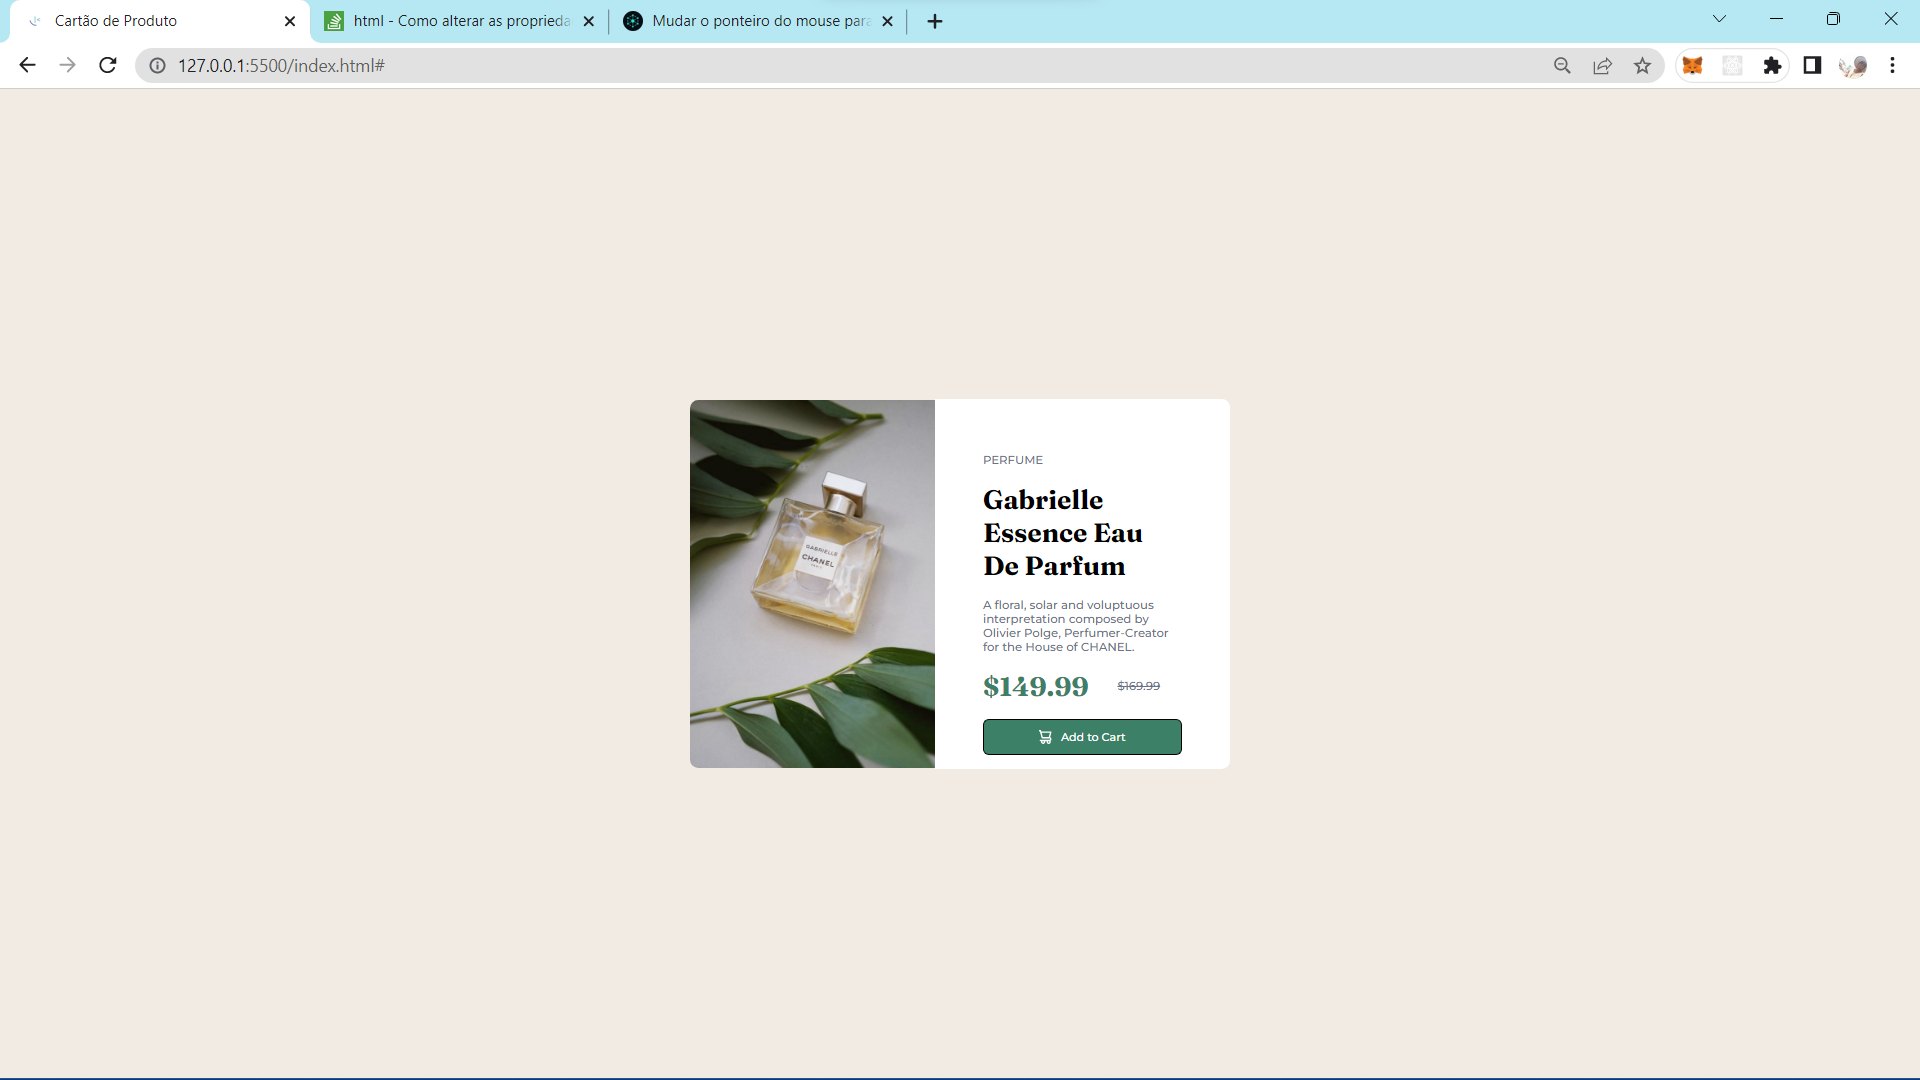 Cartão de Produto
html - Como alterar as proprieda
Mudar o ponteiro do mouse para
127.0.0.1:5500/index.html#
GABRIELLE
CHANEL
PARIS
PERFUME
Gabrielle
Essence Eau
De Parfum
A floral, solar and voluptuous
interpretation composed by
Olivier Polge, Perfumer-Creator
for the House of CHANEL.
$149.99 $169.99
Add to Cart